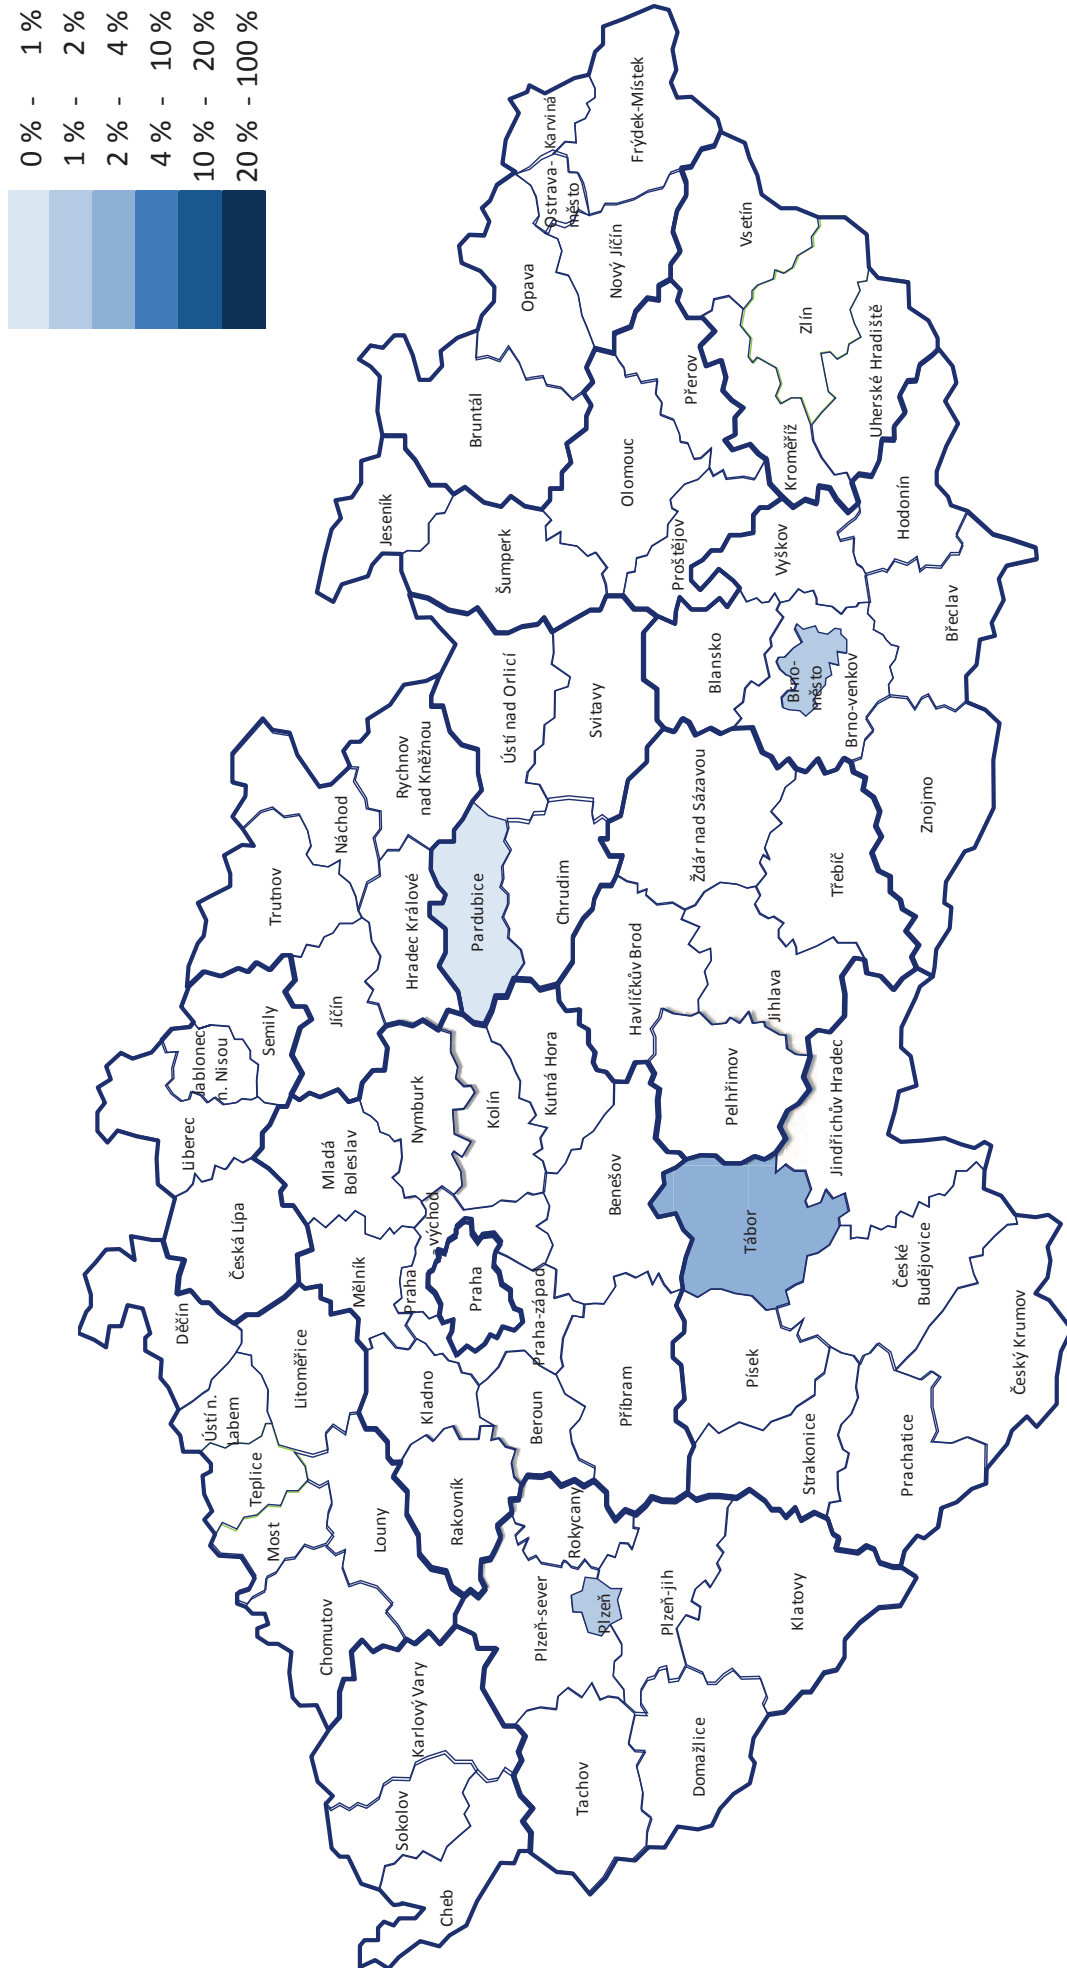 0 % - 1 %
1 % - 2 %
2 % - 4 %
4 % - 10 %
10 % - 20 %
20 % - 100 %
Děčín
Liberec
Jablonec
n. Nisou
Česká Lípa
Semily
Ústí n.
Labem
Teplice
Most
Litoměřice
Chomutov
Louny
Mělník
Mladá
Boleslav
Jičín
Trutnov
Náchod
Jeseník
Karlový Vary
Sokolov
Cheb
Rakovník
Kladno
Praha
-východ
Praha
Nymburk
Kolín
Hradec Králové
Rychnov
nad Kněžnou
Pardubice
Ústí nad Orlicí
Šumperk
Bruntál
Opava
Ostrava-
město
Karviná
Tachov
Plzeň-sever
Plzeň
Rokycany
Beroun
Praha-západ
Kutná Hora
Chrudim
Svitavy
Olomouc
Nový Jičín
Frýdek-Místek
Domažlice
Plzeň-jih
Příbram
Benešov
Havlíčkův Brod
Žďár nad Sázavou
Blansko
Prostějov
Přerov
Vsetín
Klatovy
Strakonice
Písek
Tábor
Pelhřimov
Jihlava
Třebíč
Brno-
město
Brno-venkov
Vyškov
Kroměříž
Zlín
Uherské Hradiště
Prachatice
České
Budějovice
Jindřichův Hradec
Znojmo
Břeclav
Hodonín
Český Krumov